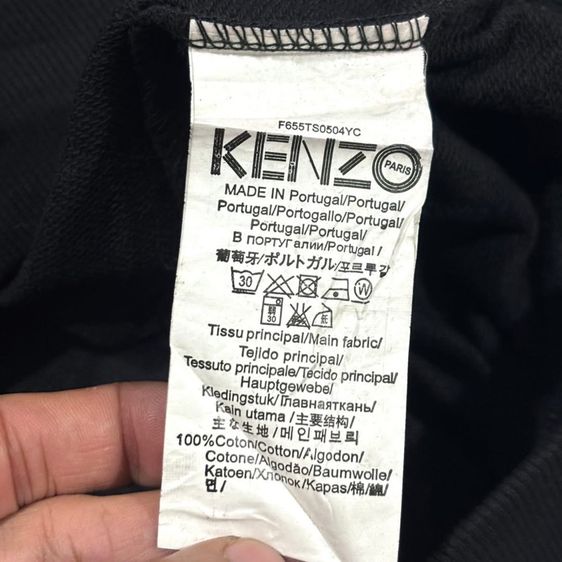 F655TS0504YC
KENZO
PARIS
MADE IN Portugal/Portugal/
Portugal/Portogallo/Portugal/
Portugal/Portugal/
В ПОРТУГАлии/Portugal /
葡萄牙/ポルトガル/포르투갈
30 W
30
Tissu principal/Main fabric/
Tejido principal/
Tessuto principale/Tecido principal/
Hauptgewebe/
Kledingstuk/Главнаяткань/
Kain utama /主要结构/
主な生地 /메인패브릭/
100%Coton/Cotton/Algodon/
Cotone/Algodão/Baumwolle/
Katoen/Хлопок/Kapas/棉/綿/
면/